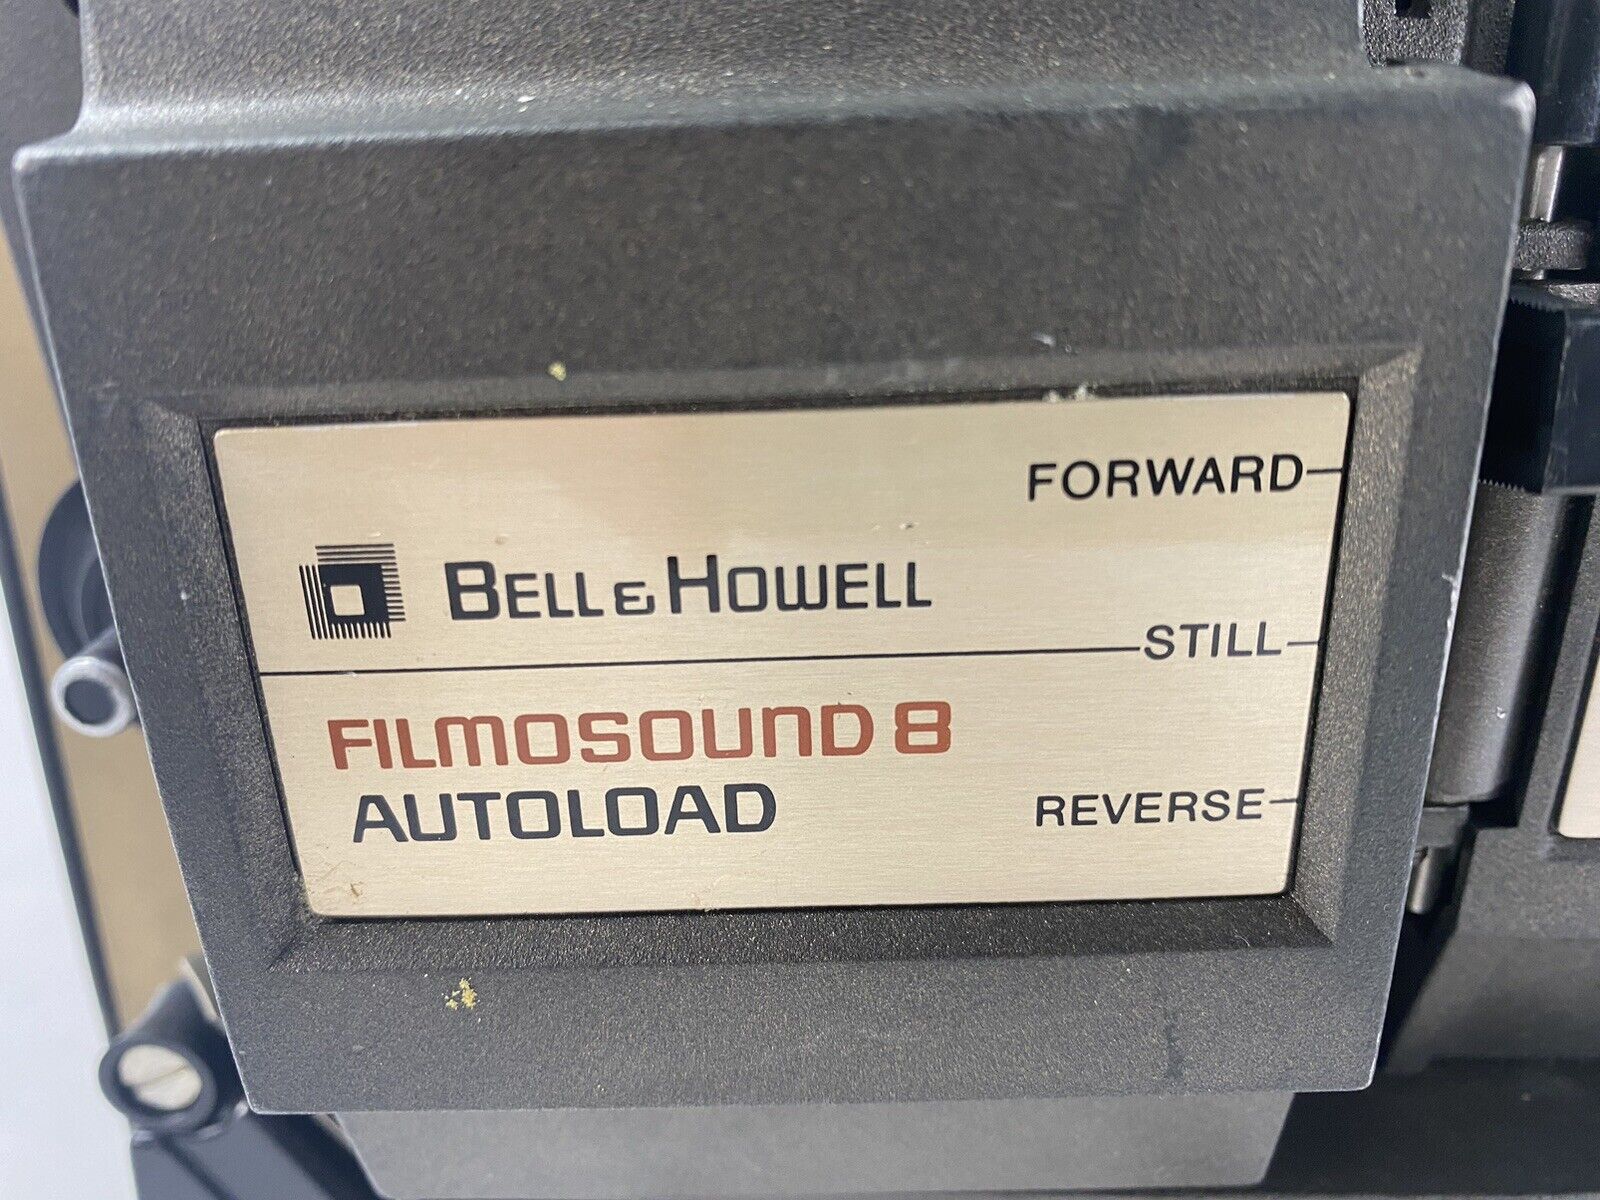 FORWARD
BELL & HOWELL
STILL
FILMOSOUND 8
AUTOLOAD
REVERSE